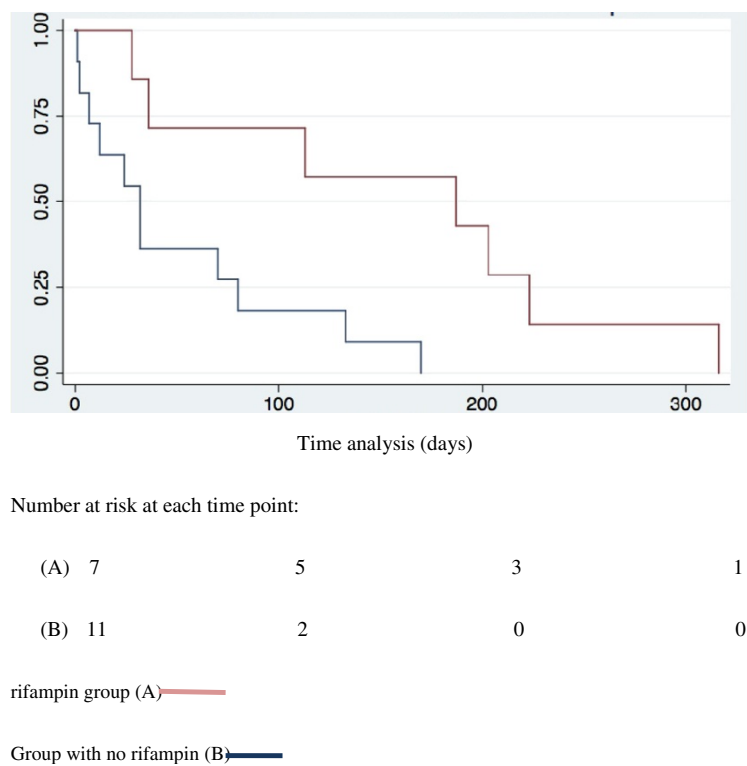 1.00
0.75
0.50
0.25
0.00
0 100 200 300
Time analysis (days)
Number at risk at each time point:
(A) 7 5 3 1
(B) 11 2 0 0
rifampin group (A)
Group with no rifampin (B)